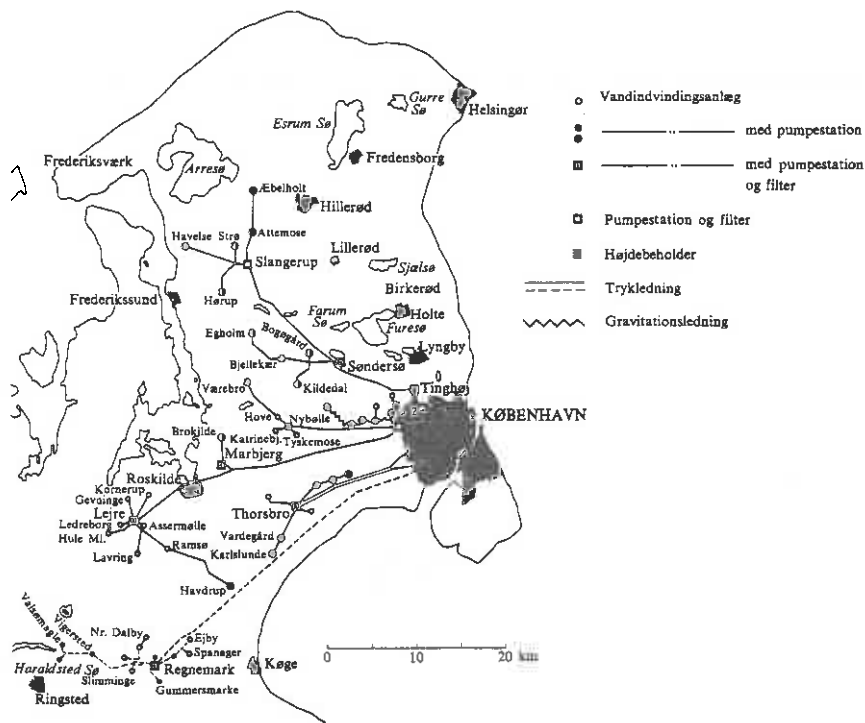 Gurre
Sø
Helsingør
Esrum Sø
Fredensborg
Frederiksværk
Arresø
Æbelholt
Hillerød
Attemose
Havelse Strø
Slangerup
Lillerød
Sjælsø
Birkerød
Frederikssund
Hørup
Farum
Sø
Holte
Furesø
Egholm
Bogøgård
Lyngby
Bjellekær
Søndersø
Værebro
Kildedal
Tinghøj
Hove
Nybølle
KØBENHAVN
Brokilde
Katrinebj.
Tyskemose
Marbjerg
Roskilde
Kornerup
Gevninge
Lejre
Thorsbro
Ledreborg
Assermølle
Hule Ml.
Vardegård
Ramsø
Lavring
Karlslunde
Havdrup
Valsømagle
Vigersted
Nr. Dalby
Ejby
Spanager
Haraldsted Sø
Slimminge
Regnemark
Køge
Gummersmarke
Ringsted
0 10 20 km
Vandindvindingsanlæg
med pumpestation
med pumpestation
og filter
Pumpestation og filter
Højdebeholder
Trykledning
Gravitationsledning